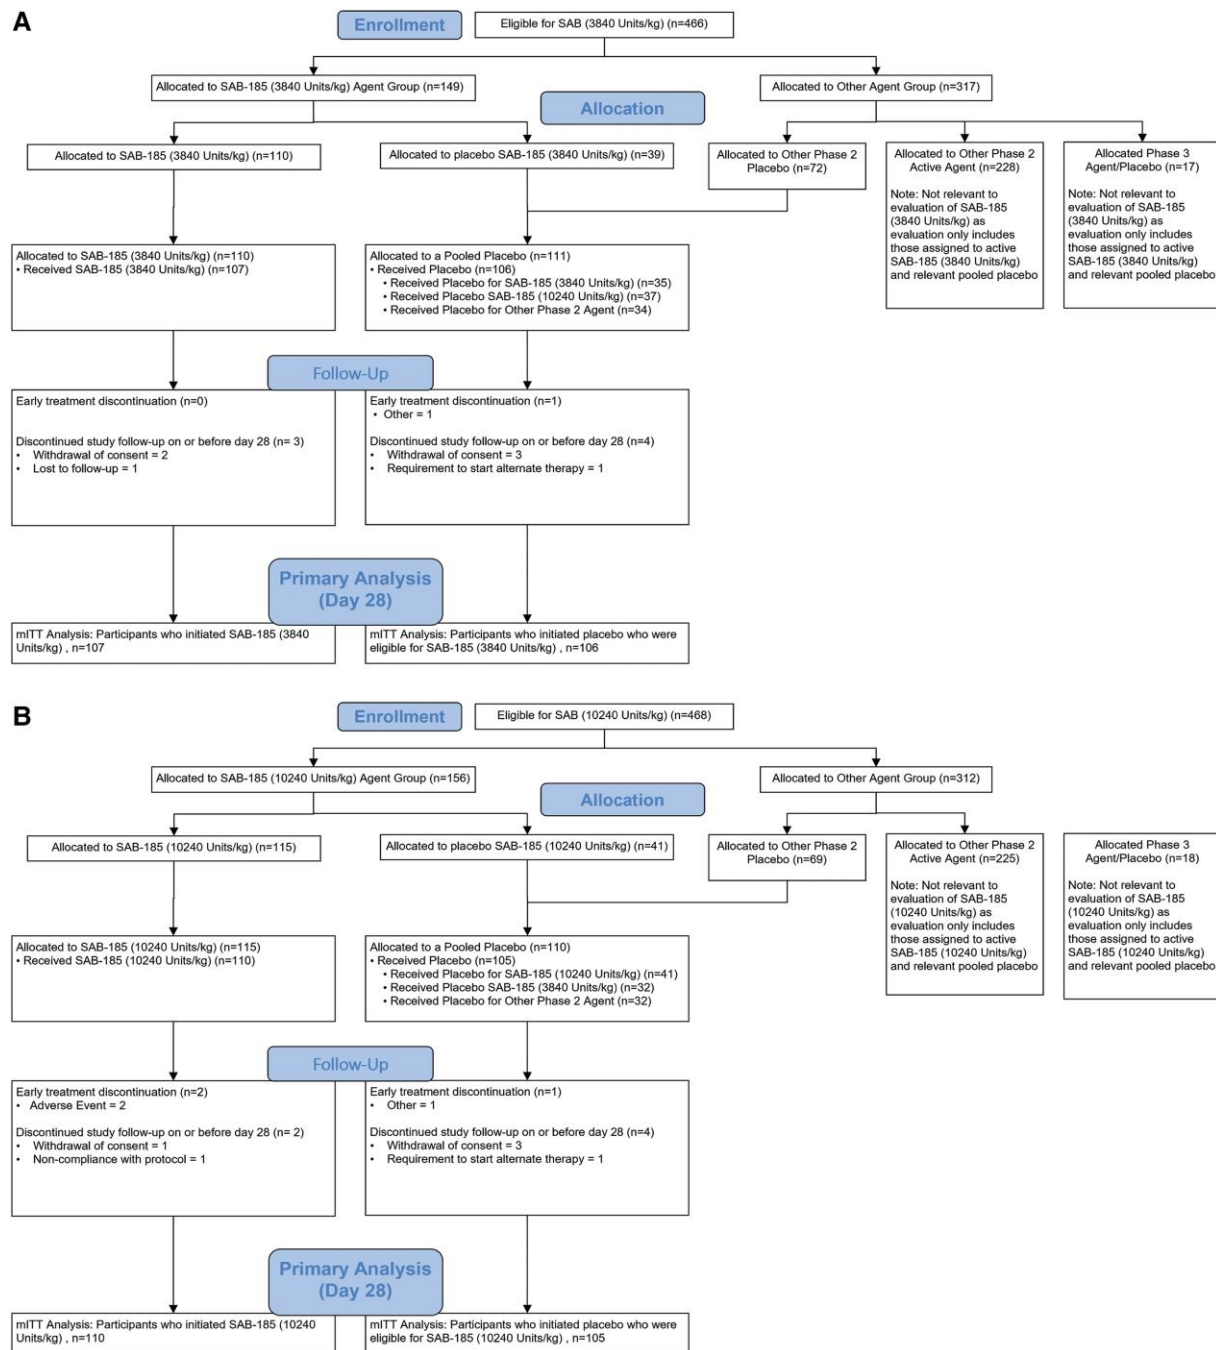 A
Enrollment
Eligible for SAB (3840 Units/kg) (n=466)
Allocated to SAB-185 (3840 Units/kg) Agent Group (n=149)
Allocated to Other Agent Group (n=317)
Allocation
Allocated to SAB-185 (3840 Units/kg) (n=110)
Allocated to placebo SAB-185 (3840 Units/kg) (n=39)
Allocated to Other Phase 2
Placebo (n=72)
Allocated to Other Phase 2
Active Agent (n=228)
Note: Not relevant to
evaluation of SAB-185
(3840 Units/kg) as
evaluation only includes
those assigned to active
SAB-185 (3840 Units/kg)
and relevant pooled placebo
Allocated Phase 3
Agent/Placebo (n=17)
Note: Not relevant to
evaluation of SAB-185
(3840 Units/kg) as
evaluation only includes
those assigned to active
SAB-185 (3840 Units/kg)
and relevant pooled placebo
Allocated to SAB-185 (3840 Units/kg) (n=110)
• Received SAB-185 (3840 Units/kg) (n=107)
Allocated to a Pooled Placebo (n=111)
• Received Placebo (n=106)
• Received Placebo for SAB-185 (3840 Units/kg) (n=35)
• Received Placebo SAB-185 (10240 Units/kg) (n=37)
• Received Placebo for Other Phase 2 Agent (n=34)
Follow-Up
Early treatment discontinuation (n=0)
Discontinued study follow-up on or before day 28 (n= 3)
• Withdrawal of consent = 2
• Lost to follow-up = 1
Early treatment discontinuation (n=1)
• Other = 1
Discontinued study follow-up on or before day 28 (n=4)
• Withdrawal of consent = 3
• Requirement to start alternate therapy = 1
Primary Analysis
(Day 28)
mITT Analysis: Participants who initiated SAB-185 (3840
Units/kg) , n=107
mITT Analysis: Participants who initiated placebo who were
eligible for SAB-185 (3840 Units/kg) , n=106
B
Enrollment
Eligible for SAB (10240 Units/kg) (n=468)
Allocated to SAB-185 (10240 Units/kg) Agent Group (n=156)
Allocated to Other Agent Group (n=312)
Allocation
Allocated to SAB-185 (10240 Units/kg) (n=115)
Allocated to placebo SAB-185 (10240 Units/kg) (n=41)
Allocated to Other Phase 2
Placebo (n=69)
Allocated to Other Phase 2
Active Agent (n=225)
Note: Not relevant to
evaluation of SAB-185
(10240 Units/kg) as
evaluation only includes
those assigned to active
SAB-185 (10240 Units/kg)
and relevant pooled placebo
Allocated Phase 3
Agent/Placebo (n=18)
Note: Not relevant to
evaluation of SAB-185
(10240 Units/kg) as
evaluation only includes
those assigned to active
SAB-185 (10240 Units/kg)
and relevant pooled placebo
Allocated to SAB-185 (10240 Units/kg) (n=115)
• Received SAB-185 (10240 Units/kg) (n=110)
Allocated to a Pooled Placebo (n=110)
• Received Placebo (n=105)
• Received Placebo for SAB-185 (10240 Units/kg) (n=41)
• Received Placebo SAB-185 (3840 Units/kg) (n=32)
• Received Placebo for Other Phase 2 Agent (n=32)
Follow-Up
Early treatment discontinuation (n=2)
• Adverse Event = 2
Discontinued study follow-up on or before day 28 (n= 2)
• Withdrawal of consent = 1
• Non-compliance with protocol = 1
Early treatment discontinuation (n=1)
• Other = 1
Discontinued study follow-up on or before day 28 (n=4)
• Withdrawal of consent = 3
• Requirement to start alternate therapy = 1
Primary Analysis
(Day 28)
mITT Analysis: Participants who initiated SAB-185 (10240
Units/kg) , n=110
mITT Analysis: Participants who initiated placebo who were
eligible for SAB-185 (10240 Units/kg) , n=105